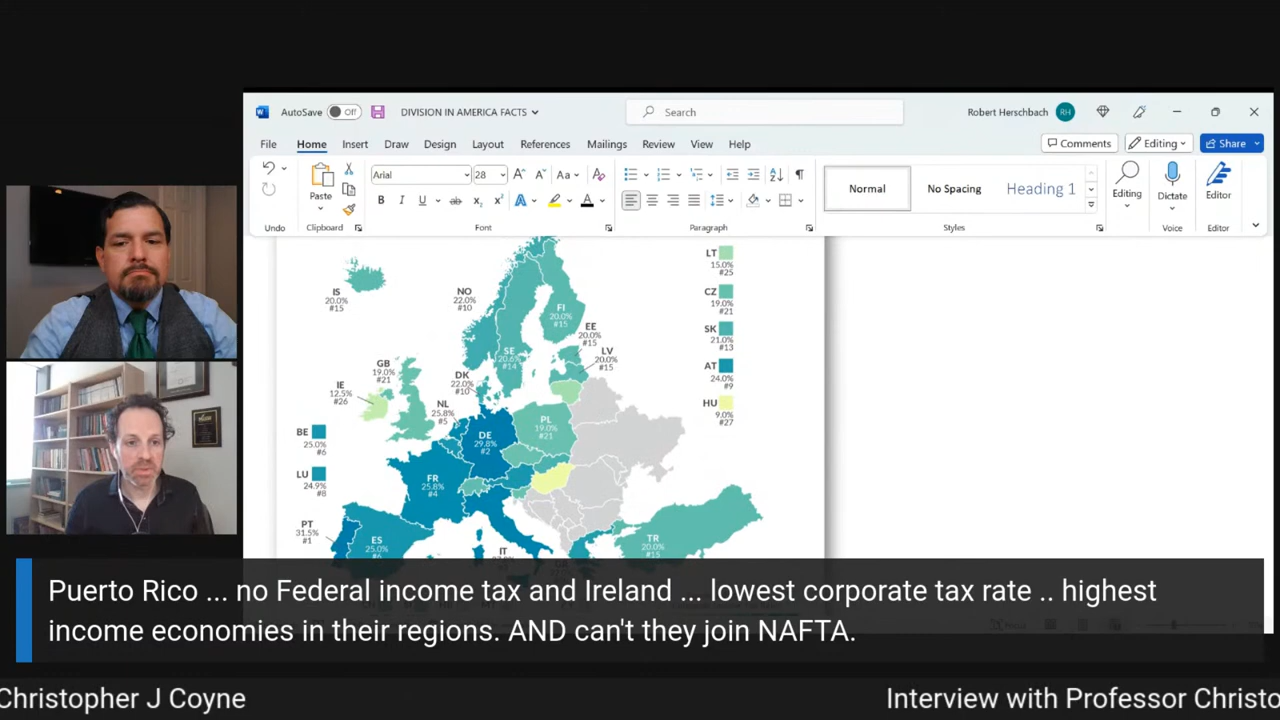 AutoSave Off DIVISION IN AMERICA FACTS Search Robert Herschbach RH
File Home Insert Draw Design Layout References Mailings Review View Help Comments Editing Share
Arial 28 Aa
Normal No Spacing Heading 1
Paste Editing Dictate Editor
Undo Clipboard Font Paragraph Styles Voice Editor
LT
15.0%
#25
CZ
19.0%
#21
SK
21.0%
#13
AT
24.0%
#9
HU
9.0%
#27
IS
20.0%
#15
NO
22.0%
#10
FI
20.0%
#15
EE
20.0%
#15
LV
20.0%
#15
SE
20.6%
#14
GB
19.0%
#21
DK
22.0%
#10
IE
12.5%
#26
NL
25.8%
#5
PL
19.0%
#21
BE
25.0%
#6
DE
29.8%
#2
LU
24.9%
#8
FR
25.8%
#4
PT
31.5%
#1
ES
25.0%
IT
TR
20.0%
#15
Puerto Rico ... no Federal income tax and Ireland ... lowest corporate tax rate .. highest
income economies in their regions. AND can't they join NAFTA.
Christopher J Coyne Interview with Professor Christo